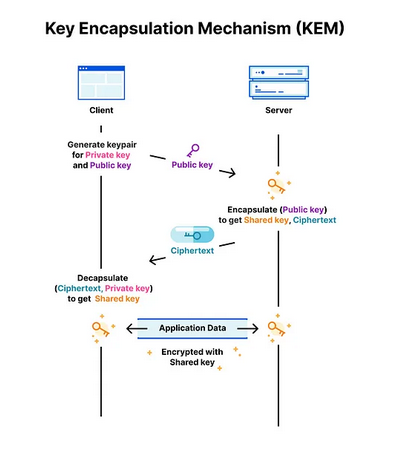 Key Encapsulation Mechanism (KEM)
Client
Server
Generate keypair
for Private key
and Public key
Public key
Encapsulate (Public key)
to get Shared key, Ciphertext
Ciphertext
Decapsulate
(Ciphertext, Private key)
to get Shared key
Application Data
Encrypted with
Shared key